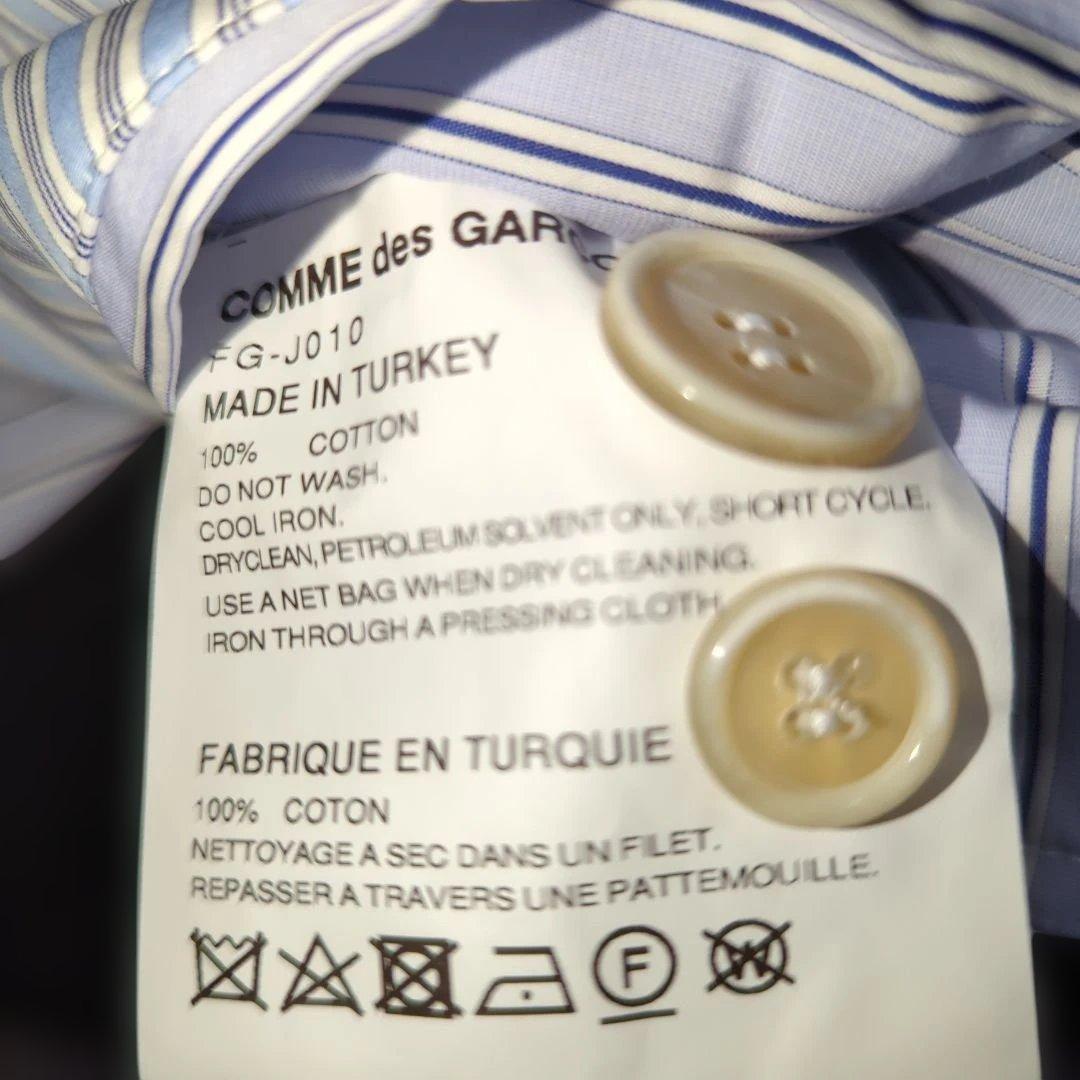 COMME des GARC
FG-J010
MADE IN TURKEY
100% COTTON
DO NOT WASH.
COOL IRON.
DRYCLEAN, PETROLEUM SOLVENT ONLY, SHORT CYCLE.
USE A NET BAG WHEN DRY CLEANING.
IRON THROUGH A PRESSING CLOTH
FABRIQUE EN TURQUIE
100% COTON
NETTOYAGE A SEC DANS UN FILET.
REPASSER A TRAVERS UNE PATTEMOUILLE.
F W